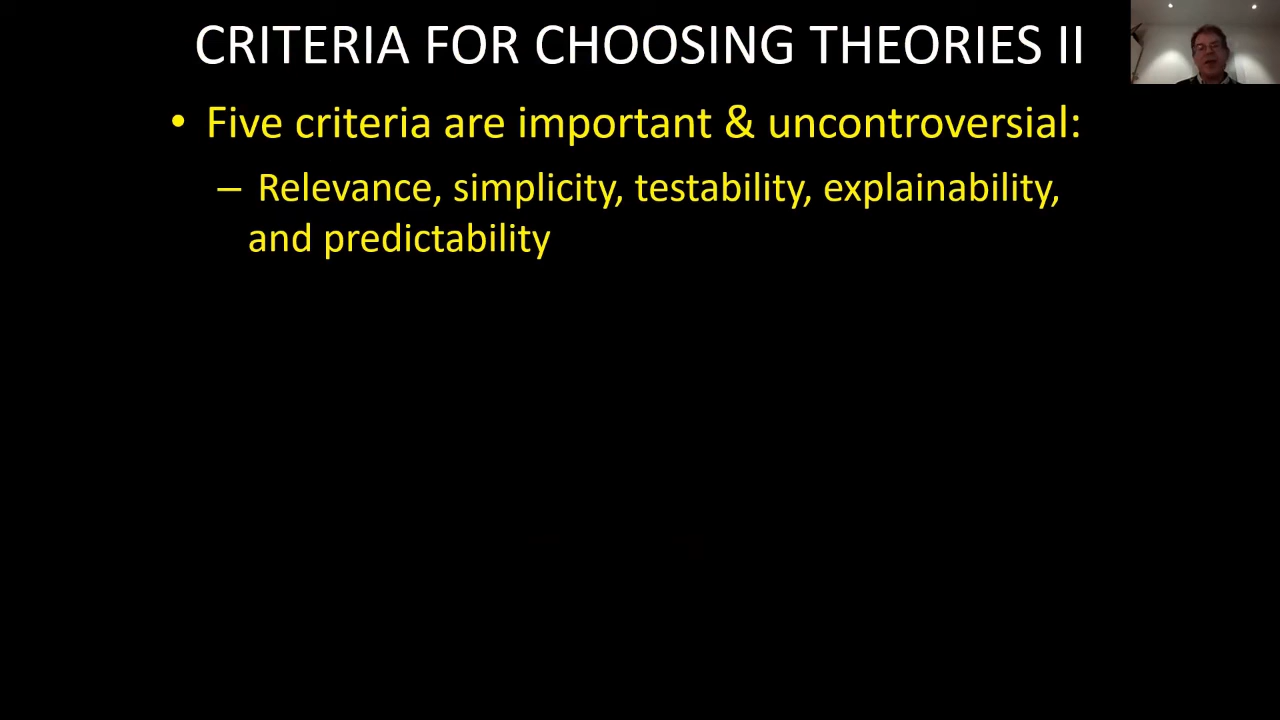 CRITERIA FOR CHOOSING THEORIES II
• Five criteria are important & uncontroversial:
– Relevance, simplicity, testability, explainability,
and predictability